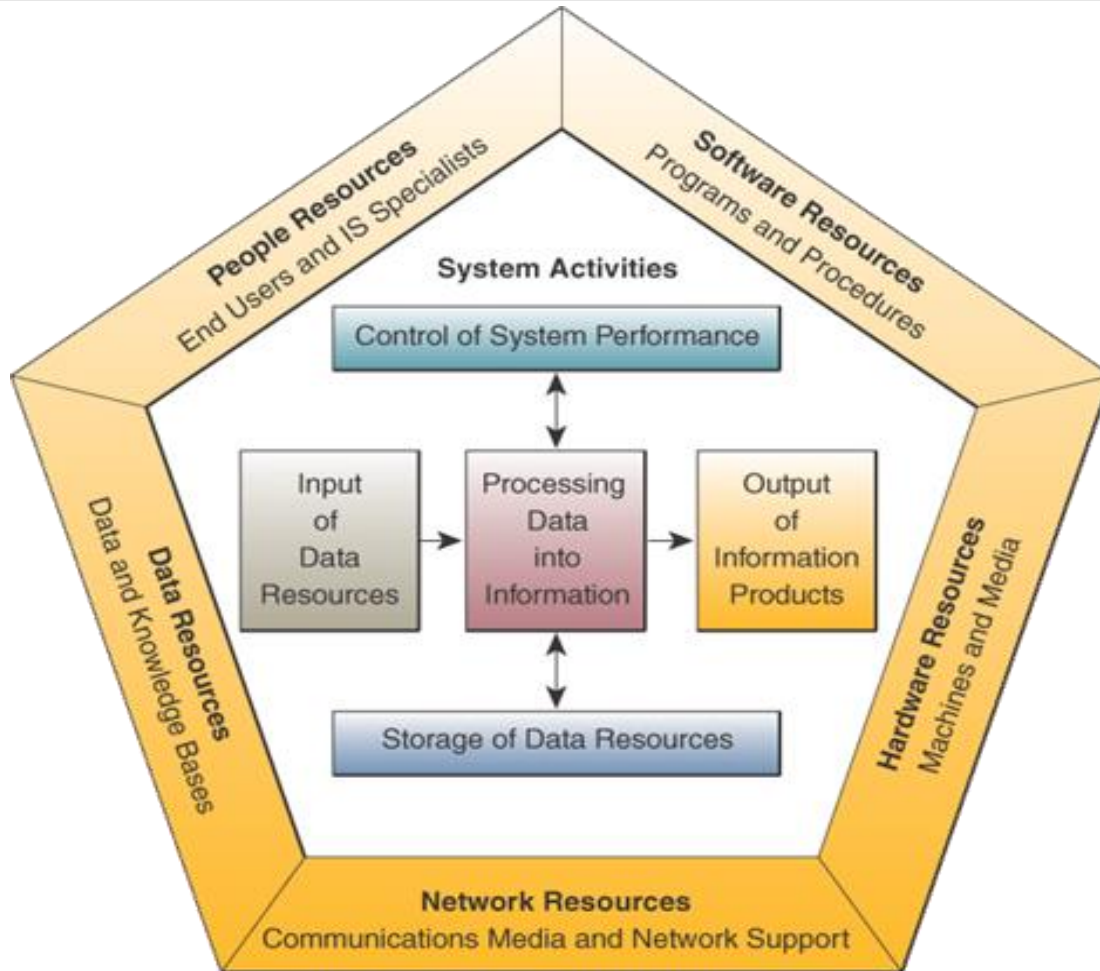 People Resources
End Users and IS Specialists
Software Resources
Programs and Procedures
System Activities
Control of System Performance
Input
of
Data
Resources
Processing
Data
into
Information
Output
of
Information
Products
Data Resources
Data and Knowledge Bases
Hardware Resources
Machines and Media
Storage of Data Resources
Network Resources
Communications Media and Network Support